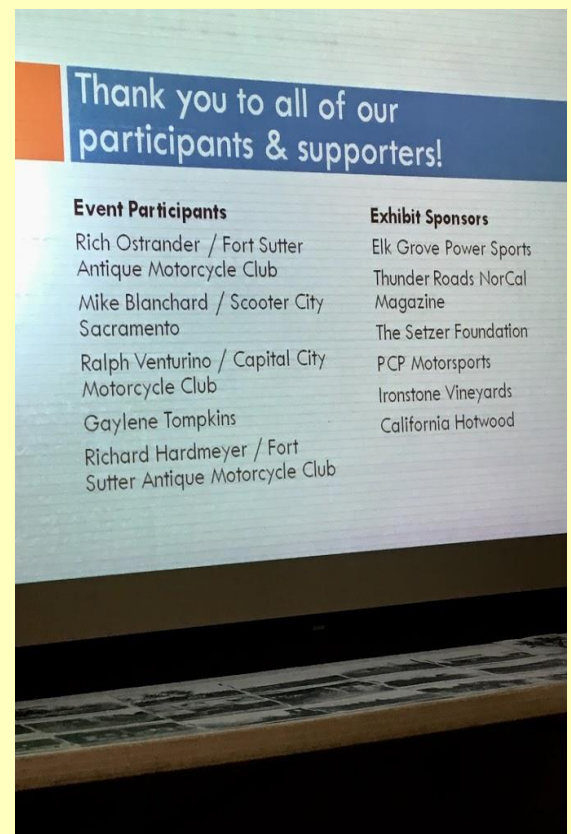 Thank you to all of our
participants & supporters!
Event Participants
Rich Ostrander / Fort Sutter
Antique Motorcycle Club
Mike Blanchard / Scooter City
Sacramento
Ralph Venturino / Capital City
Motorcycle Club
Gaylene Tompkins
Richard Hardmeyer / Fort
Sutter Antique Motorcycle Club
Exhibit Sponsors
Elk Grove Power Sports
Thunder Roads NorCal
Magazine
The Setzer Foundation
PCP Motorsports
Ironstone Vineyards
California Hotwood